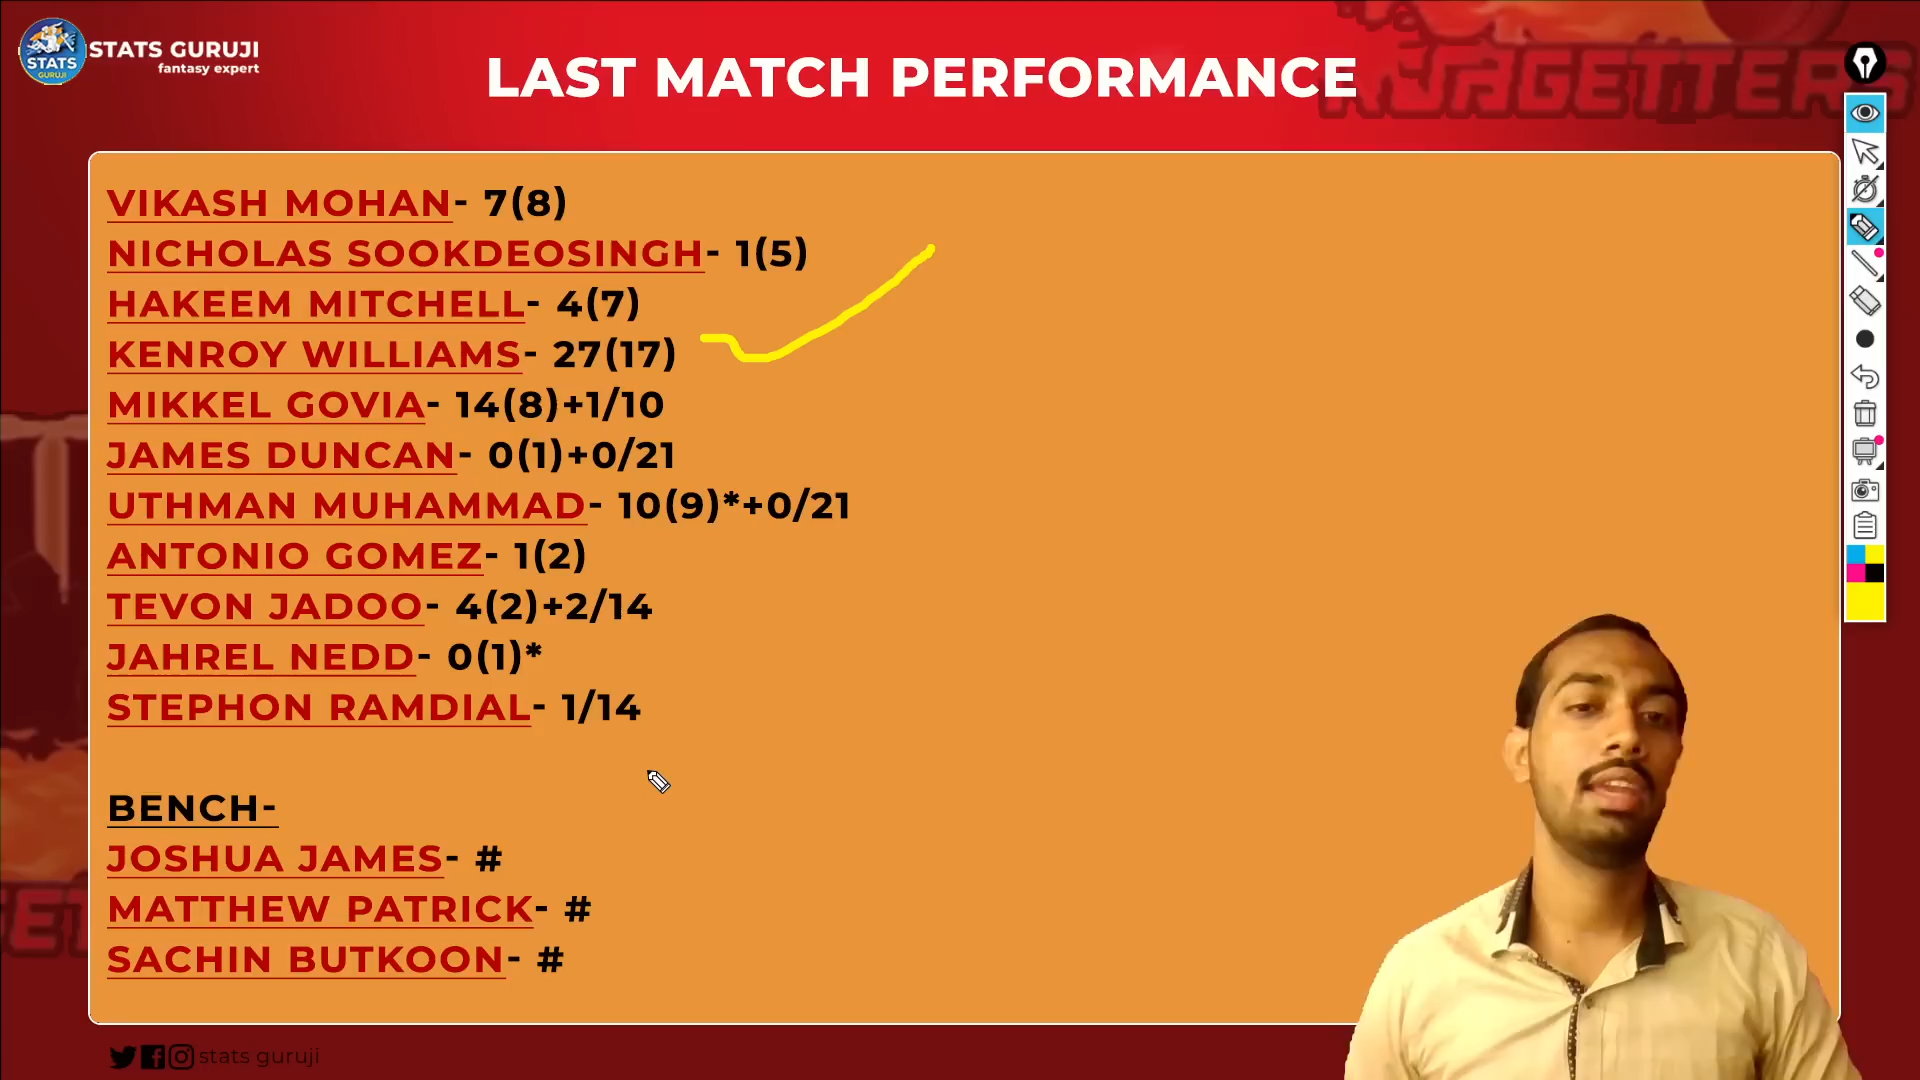 STATS GURUJI
fantasy expert
STATS
GURUJI
LAST MATCH PERFORMANCE
VIKASH MOHAN- 7(8)
NICHOLAS SOOKDEOSINGH- 1(5)
HAKEEM MITCHELL- 4(7)
KENROY WILLIAMS- 27(17)
MIKKEL GOVIA- 14(8)+1/10
JAMES DUNCAN- 0(1)+0/21
UTHMAN MUHAMMAD- 10(9)*+0/21
ANTONIO GOMEZ- 1(2)
TEVON JADOO- 4(2)+2/14
JAHREL NEDD- 0(1)*
STEPHON RAMDIAL- 1/14
BENCH-
JOSHUA JAMES- #
MATTHEW PATRICK- #
SACHIN BUTKOON- #
stats guruji